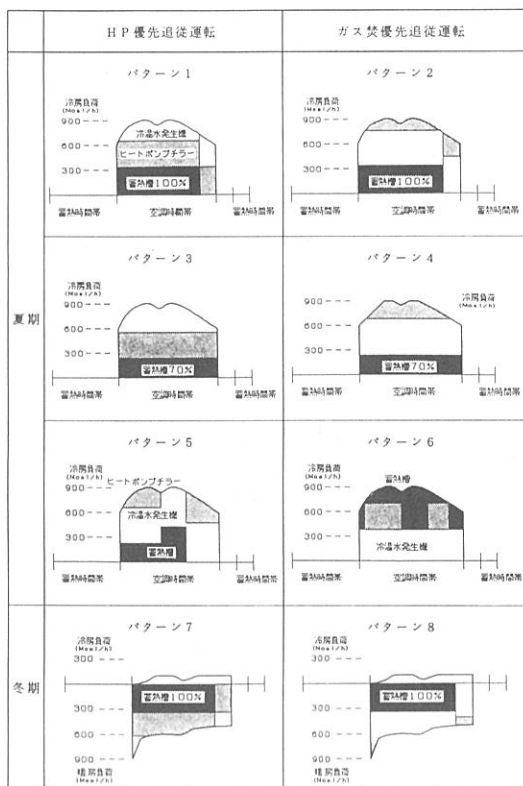 HP優先追従運転
ガス焚優先追従運転
夏期
パターン1
冷房負荷
(Mcal/h)
900
600
300
冷温水発生機
ヒートポンプチラー
蓄熱槽100%
蓄熱時間帯
空調時間帯
蓄熱時間帯
パターン2
冷房負荷
(Mcal/h)
900
600
300
蓄熱槽100%
蓄熱時間帯
空調時間帯
蓄熱時間帯
パターン3
冷房負荷
(Mcal/h)
900
600
300
蓄熱槽70%
蓄熱時間帯
空調時間帯
蓄熱時間帯
パターン4
冷房負荷
(Mcal/h)
900
600
300
蓄熱槽70%
蓄熱時間帯
空調時間帯
蓄熱時間帯
パターン5
冷房負荷
(Mcal/h)
ヒートポンプチラー
900
600
300
冷温水発生機
蓄熱槽
蓄熱時間帯
空調時間帯
蓄熱時間帯
パターン6
冷房負荷
(Mcal/h)
蓄熱槽
900
600
300
冷温水発生機
蓄熱時間帯
空調時間帯
蓄熱時間帯
冬期
パターン7
冷房負荷
(Mcal/h)
300
蓄熱槽100%
300
600
900
暖房負荷
(Mcal/h)
パターン8
冷房負荷
(Mcal/h)
300
蓄熱槽100%
300
600
900
暖房負荷
(Mcal/h)